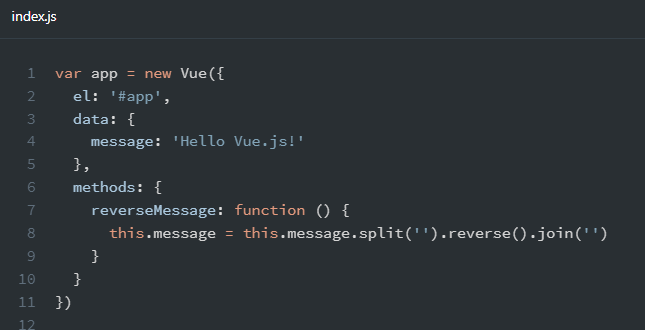 index.js
1 var app = new Vue({
2   el: '#app',
3   data: {
4     message: 'Hello Vue.js!'
5   },
6   methods: {
7     reverseMessage: function () {
8       this.message = this.message.split('').reverse().join('')
9     }
10   }
11 })
12